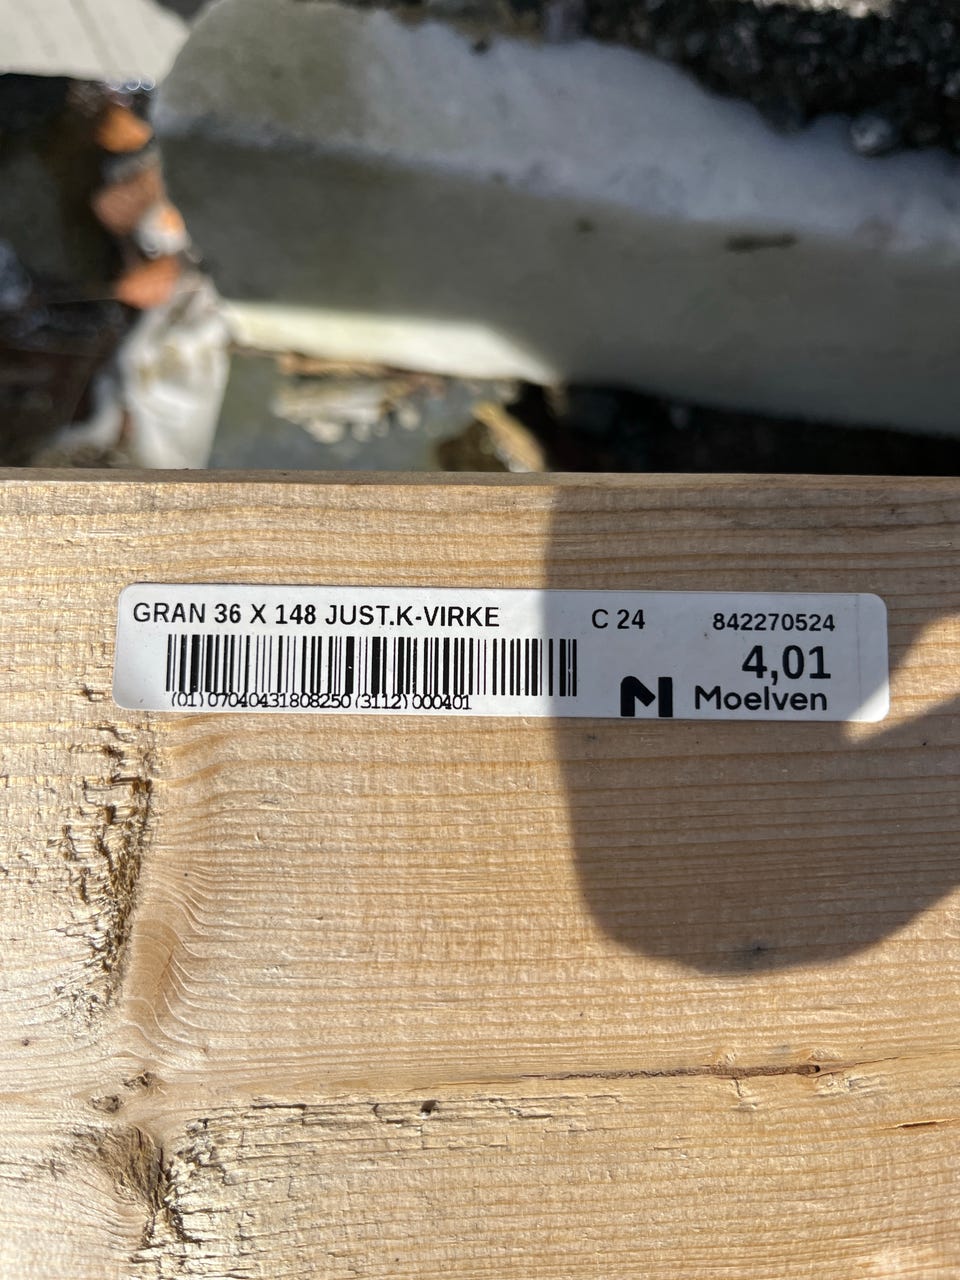 GRAN 36 X 148 JUST.K-VIRKE C 24 842270524
4,01
(01)07040431808250(3112)000401
Moelven